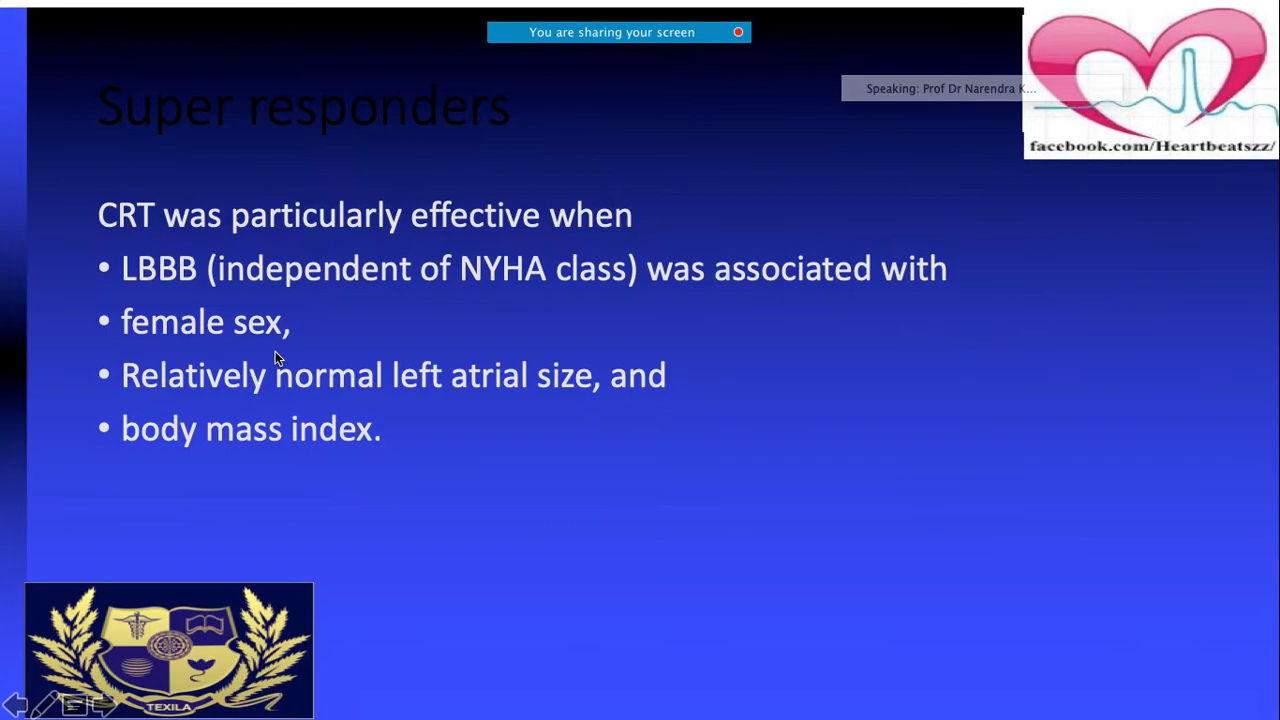 You are sharing your screen
Speaking: Prof Dr Narendra K...
Super responders
facebook.com/Heartbeatszz/
CRT was particularly effective when
• LBBB (independent of NYHA class) was associated with
• female sex,
• Relatively normal left atrial size, and
• body mass index.
TEXILA